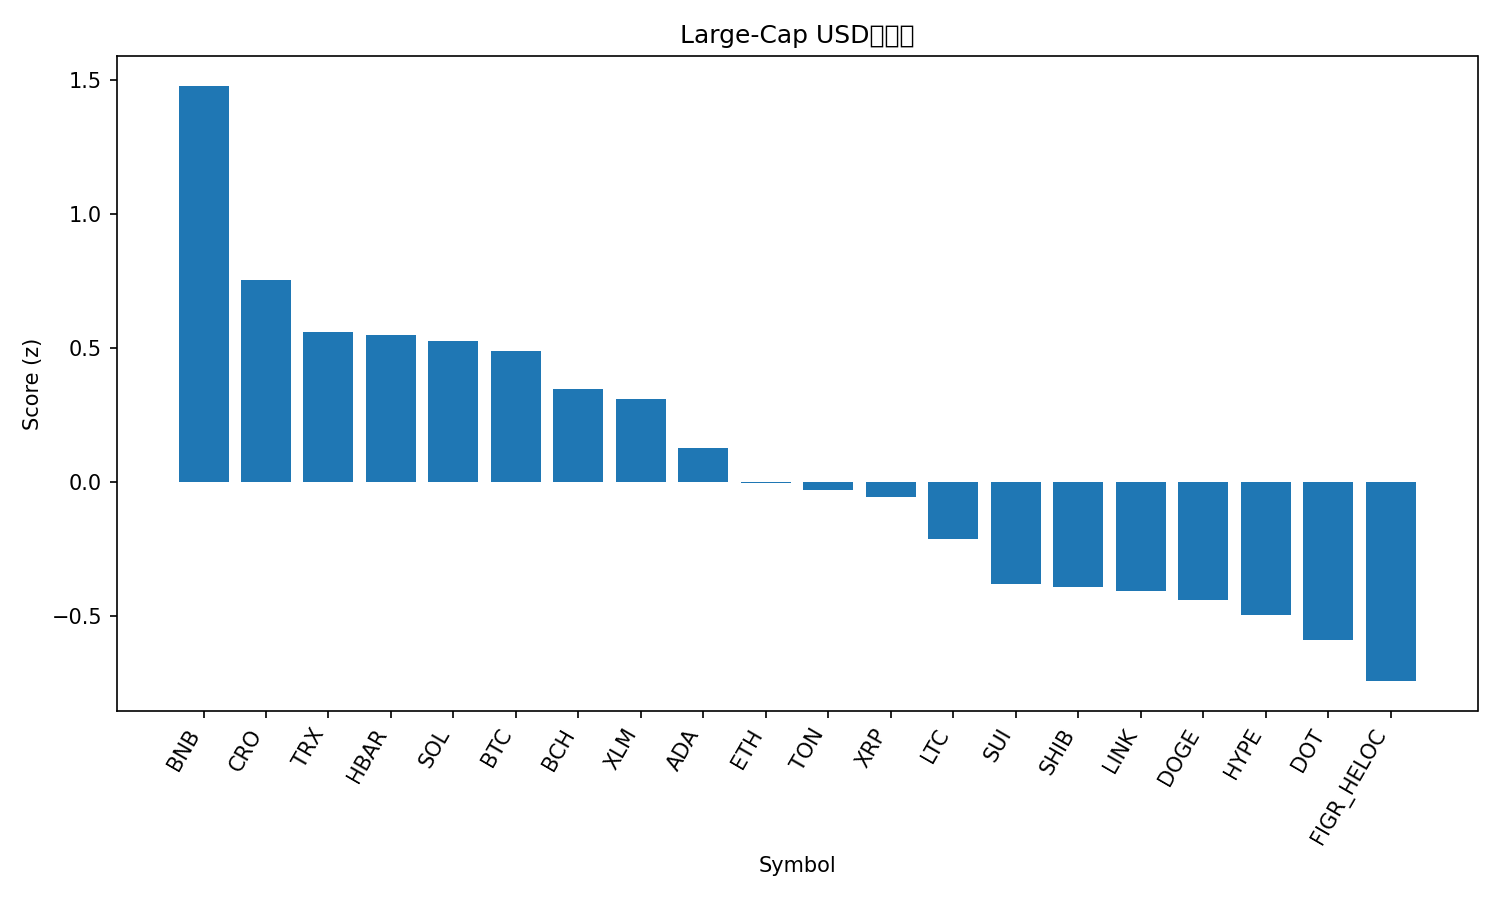 Large-Cap USD
Score (z)
1.5
1.0
0.5
0.0
−0.5
BNB
CRO
TRX
HBAR
SOL
BTC
BCH
XLM
ADA
ETH
TON
XRP
LTC
SUI
SHIB
LINK
DOGE
HYPE
DOT
FIGR_HELOC
Symbol